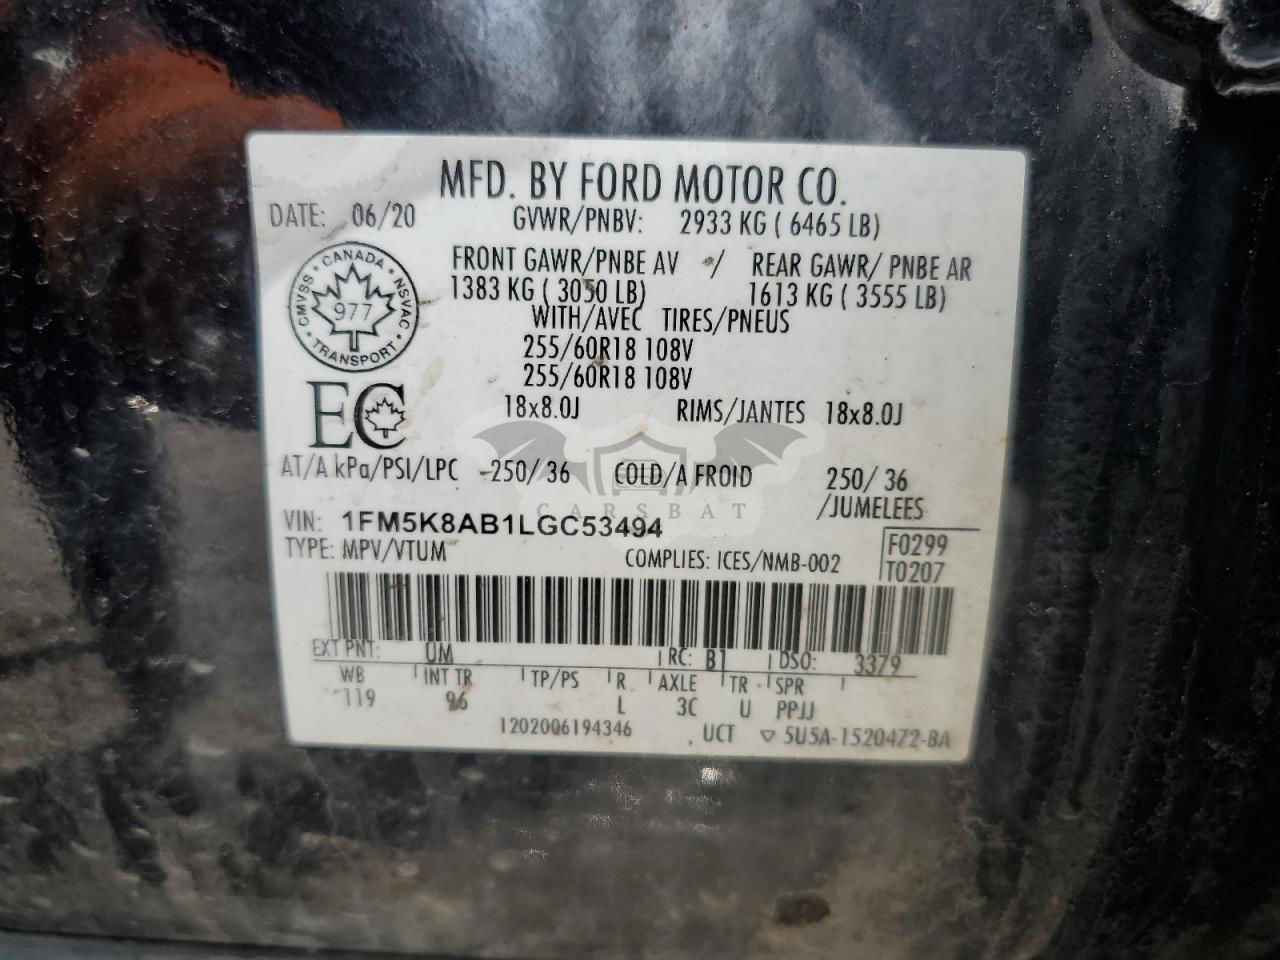 MFD. BY FORD MOTOR CO.
DATE: 06/20 GVWR/PNBV: 2933 KG ( 6465 LB)
FRONT GAWR/PNBE AV / REAR GAWR/ PNBE AR
1383 KG ( 3050 LB) 1613 KG ( 3555 LB)
WITH/AVEC TIRES/PNEUS
255/60R18 108V
255/60R18 108V
18x8.0J RIMS/JANTES 18x8.0J
CANADA
CMVSS NSVAC
977
TRANSPORT
EC
AT/A kPa/PSI/LPC 250/ 36 COLD/A FROID 250/ 36
/JUMELEES
CARSBAT
VIN: 1FM5K8AB1LGC53494
TYPE: MPV/VTUM COMPLIES: ICES/NMB-002
F0299
T0207
EXT PNT: UM RC: B1 DSO: 3379
WB INT TR TP/PS R AXLE TR SPR
119 96 L 3C U PPJJ
1202006194346 UCT ▽ 5U5A-1520472-BA